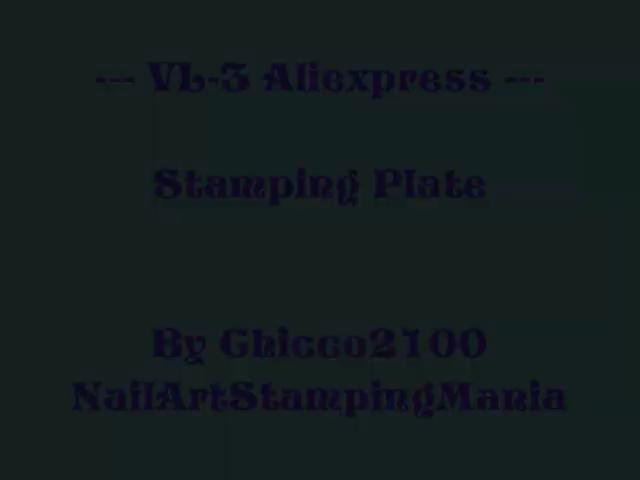 --- VL-3 Aliexpress ---
Stamping Plate
By Chicco2100
NailArtStampingMania